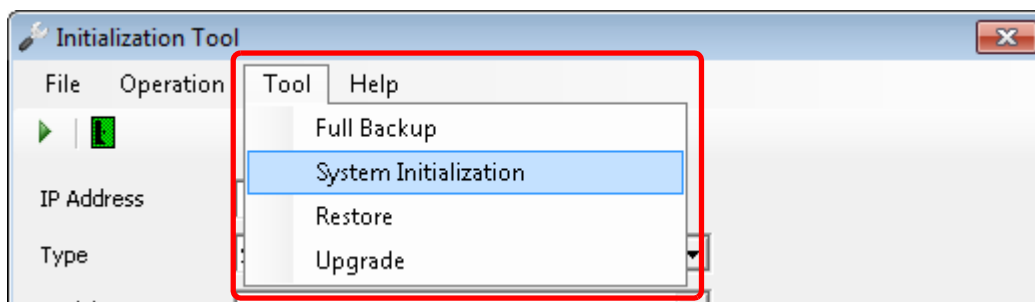 Initialization Tool
File Operation Tool Help
Full Backup
System Initialization
IP Address
Restore
Type
Upgrade